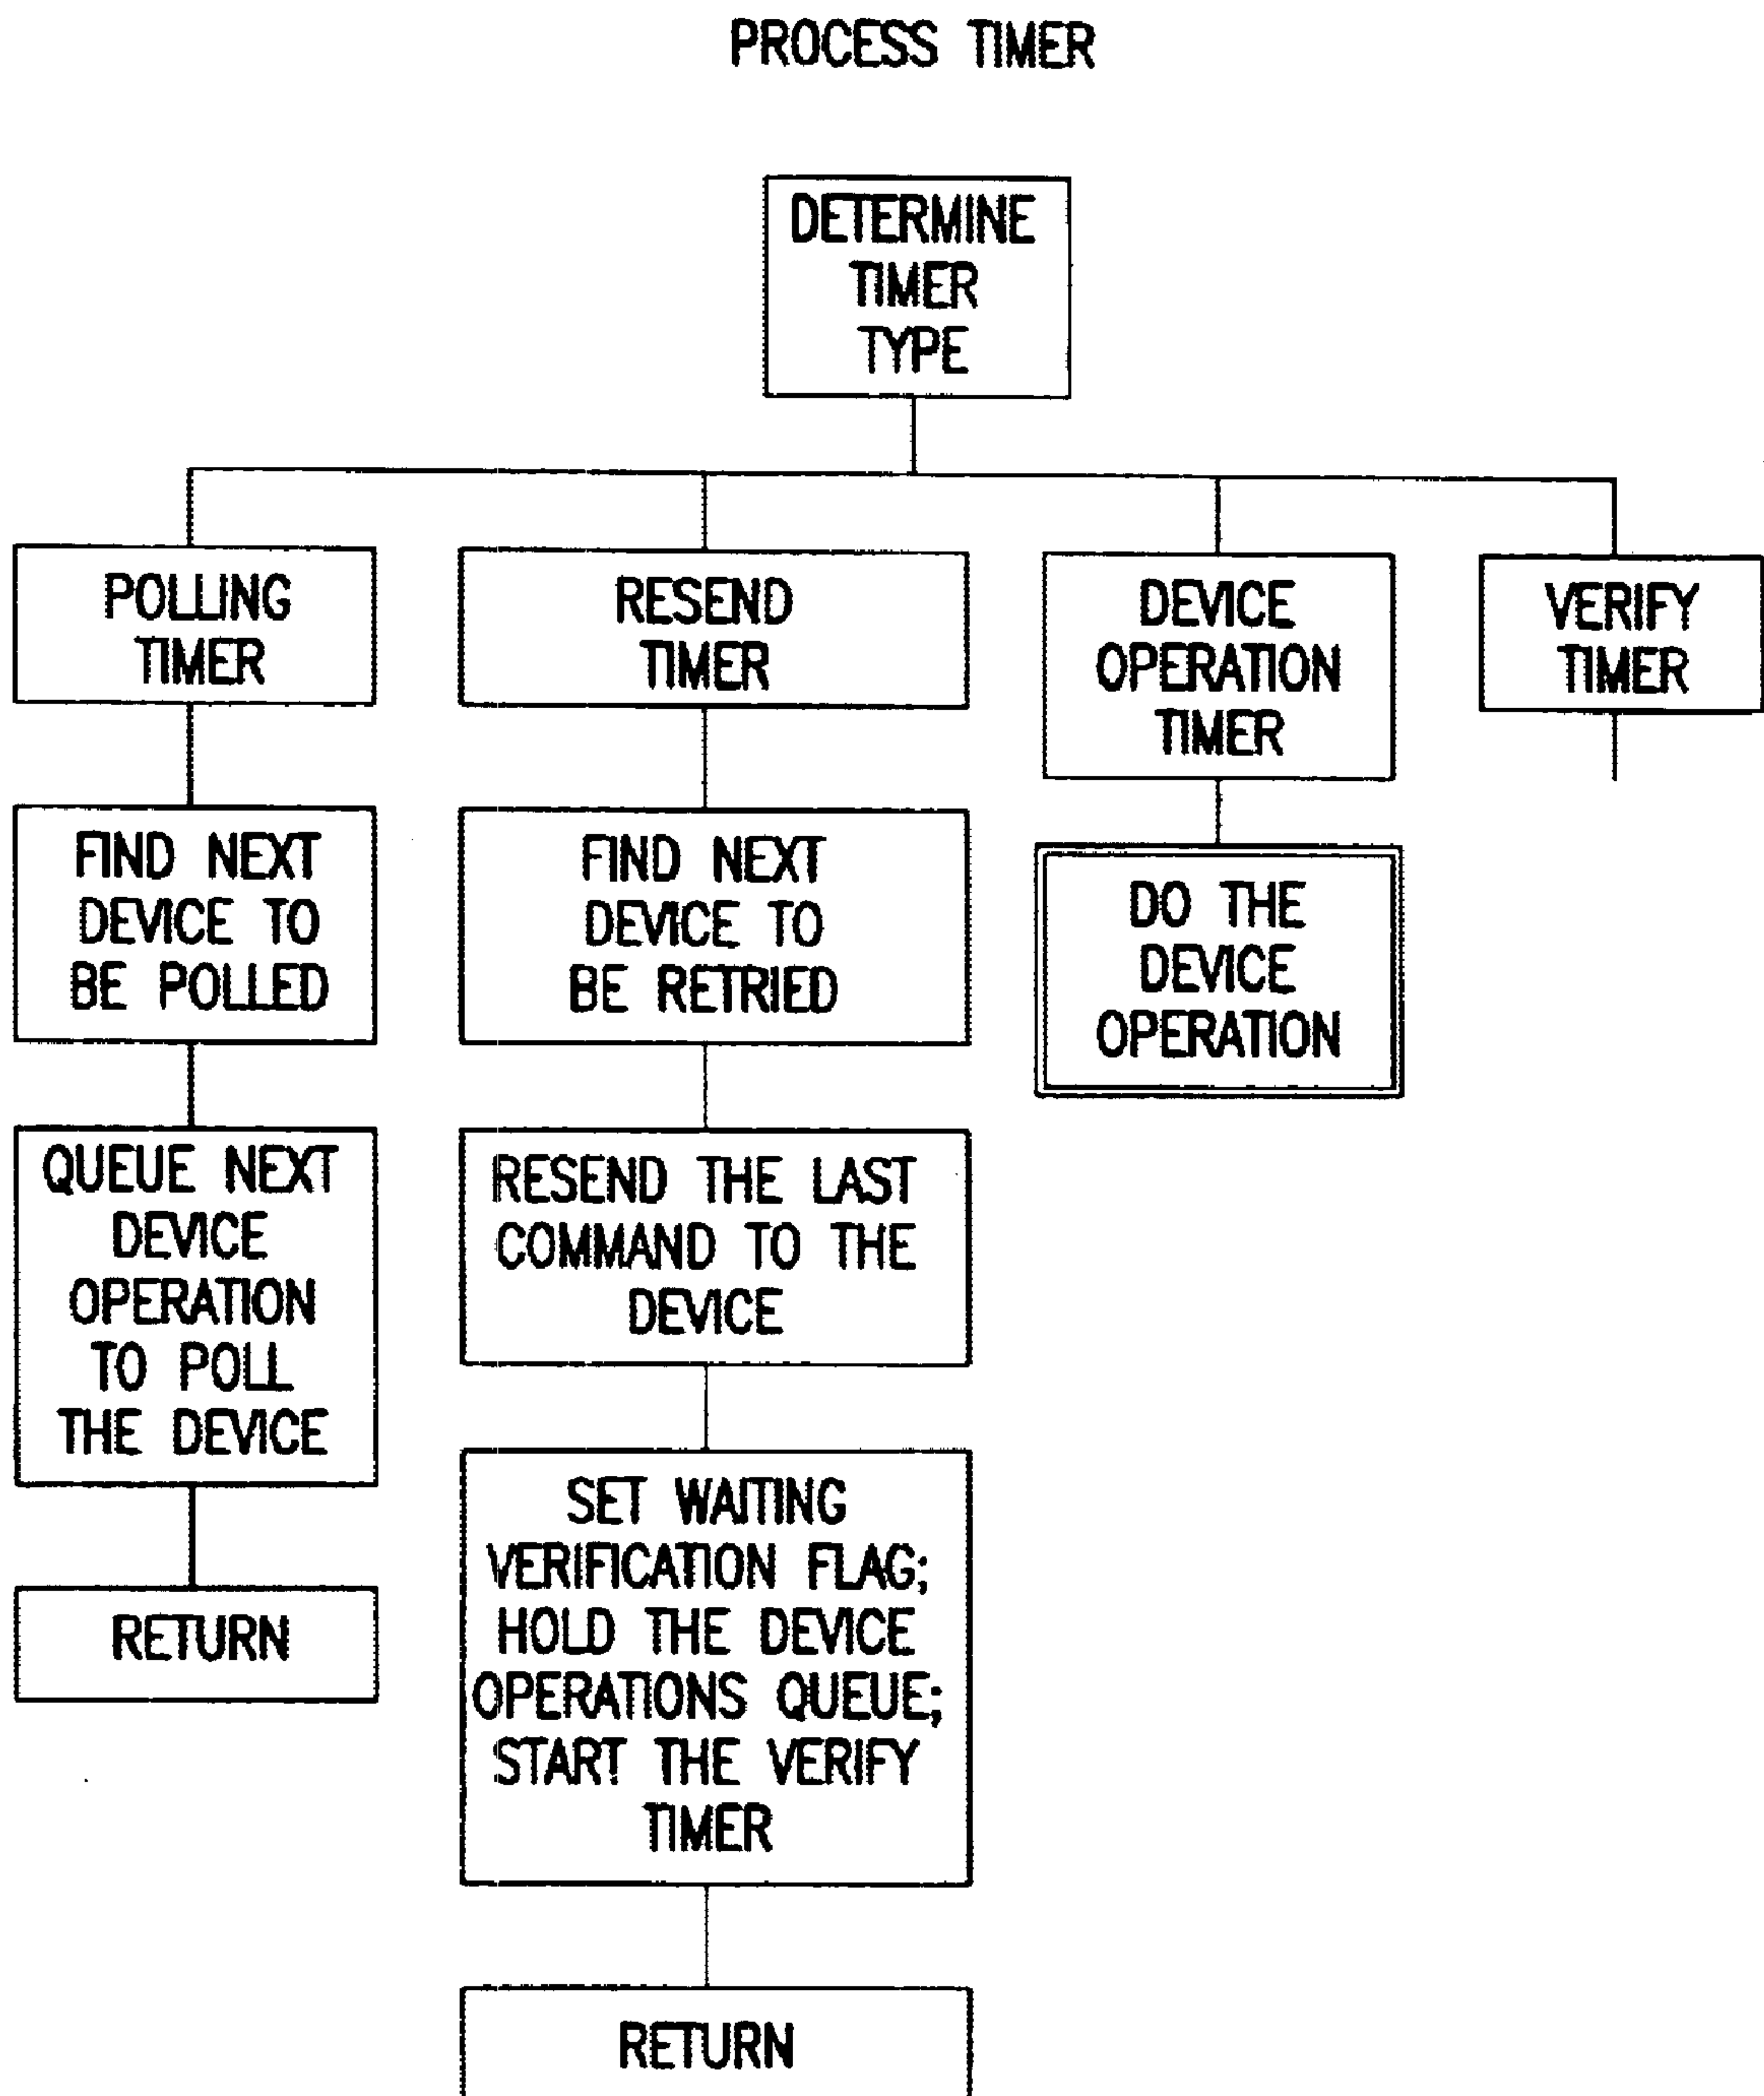 PROCESS TIMER
DETERMINE
TIMER
TYPE
POLLING
TIMER
RESEND
TIMER
DEVICE
OPERATION
TIMER
VERIFY
TIMER
FIND NEXT
DEVICE TO
BE POLLED
FIND NEXT
DEVICE TO
BE RETRIED
DO THE
DEVICE
OPERATION
QUEUE NEXT
DEVICE
OPERATION
TO POLL
THE DEVICE
RESEND THE LAST
COMMAND TO THE
DEVICE
SET WAITING
VERIFICATION FLAG;
HOLD THE DEVICE
OPERATIONS QUEUE;
START THE VERIFY
TIMER
RETURN
RETURN